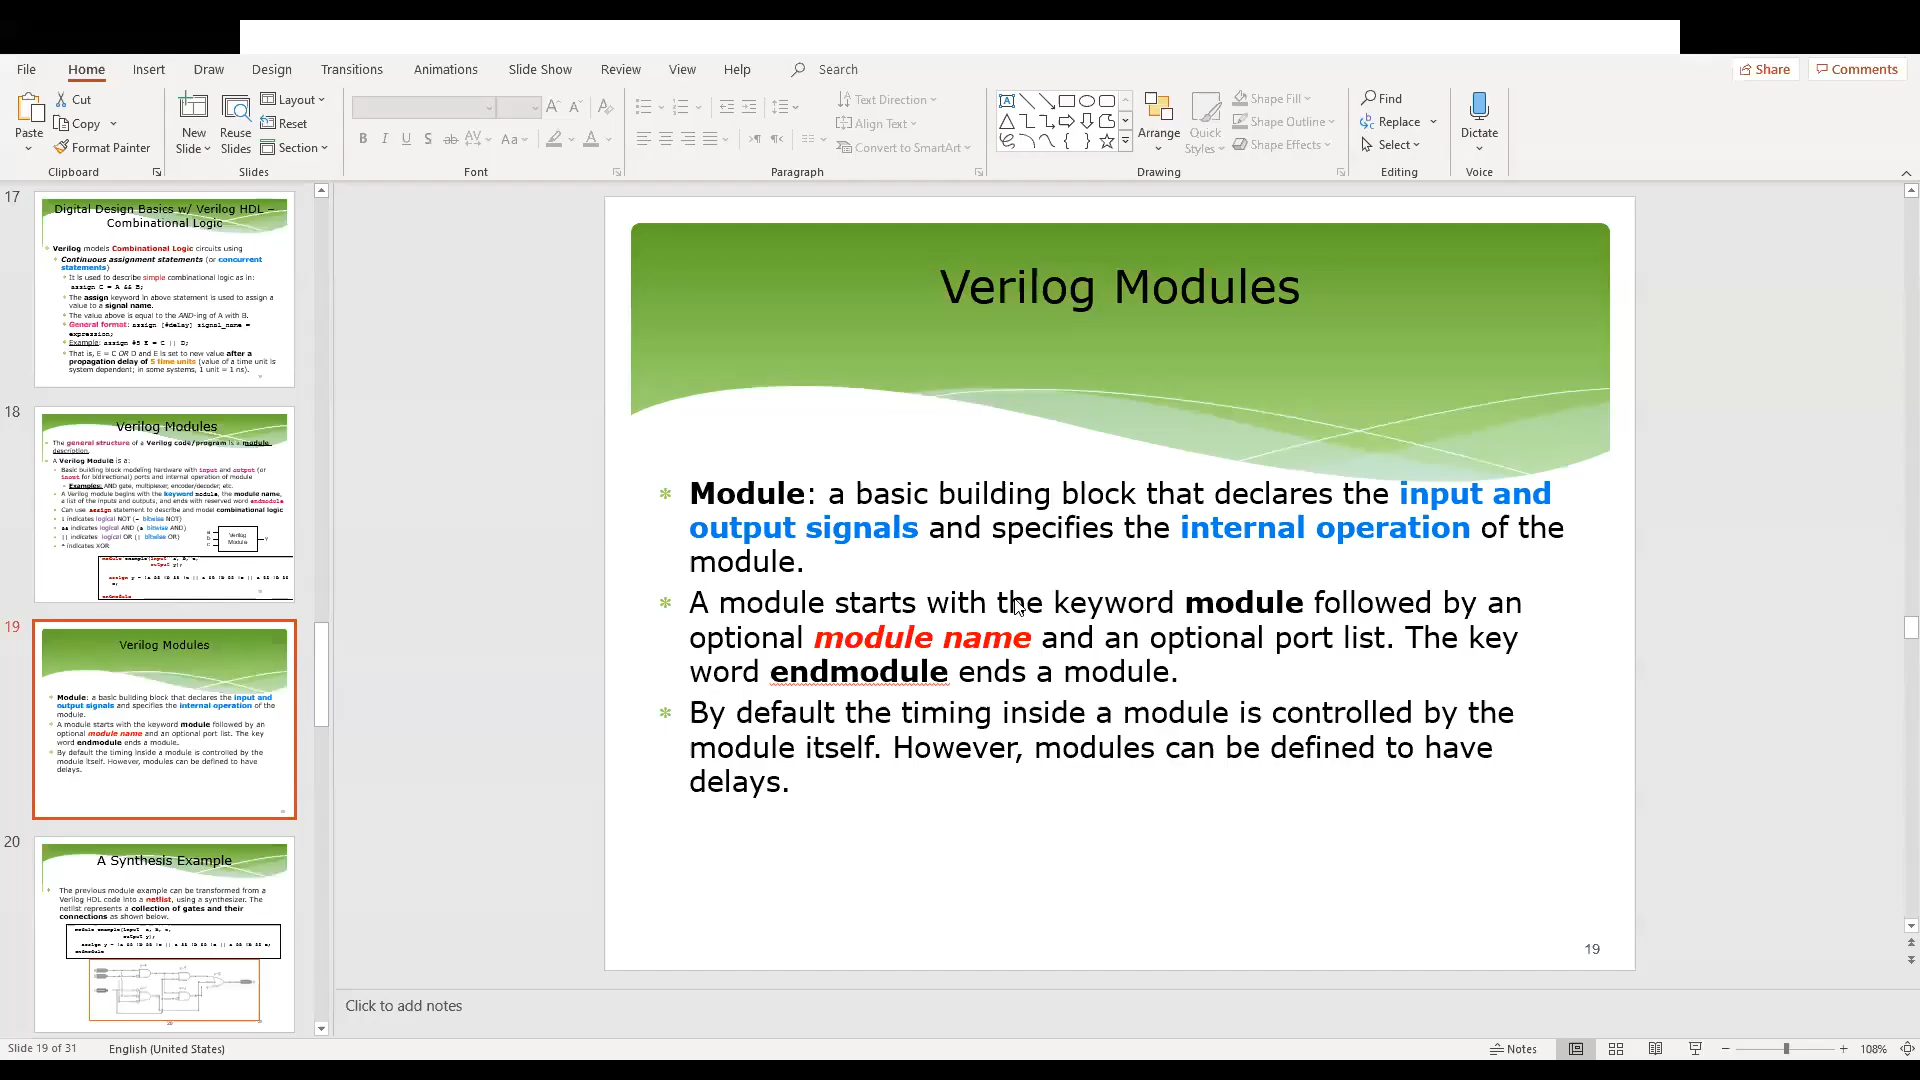 File Home Insert Draw Design Transitions Animations Slide Show Review View Help Search Share Comments
Paste Cut Copy Format Painter
New Slide Reuse Slides Layout Reset Section
B I U S ab AV Aa A
Text Direction Align Text Convert to SmartArt
Arrange Quick Styles Shape Fill Shape Outline Shape Effects
Find Replace Select Dictate
Clipboard Slides Font Paragraph Drawing Editing Voice
17
Digital Design Basics w/ Verilog HDL –
Combinational Logic
Verilog models Combinational Logic circuits using
Continuous assignment statements (or concurrent
statements)
It is used to describe simple combinational logic as in:
assign C = A && B;
The assign keyword in above statement is used to assign a
value to a signal name.
The value above is equal to the AND-ing of A with B.
General format: assign [#delay] signal_name =
expression;
Example: assign #5 E = C || D;
That is, E = C OR D and E is set to new value after a
propagation delay of 5 time units (value of a time unit is
system dependent; in some systems, 1 unit = 1 ns).
18
Verilog Modules
The general structure of a Verilog code/program is a module
description.
A Verilog Module is a:
Basic building block modeling hardware with input and output (or
inout for bidirectional) ports and internal operation of module
Examples: AND gate, multiplexer, encoder/decoder, etc.
A Verilog module begins with the keyword module, the module name,
a list of the inputs and outputs, and ends with reserved word endmodule
Can use assign statement to describe and model combinational logic
! indicates logical NOT (~ bitwise NOT)
&& indicates logical AND (& bitwise AND)
|| indicates logical OR (| bitwise OR)
^ indicates XOR
Verilog
Module
endmodule
19
Verilog Modules
Module: a basic building block that declares the input and
output signals and specifies the internal operation of the
module.
A module starts with the keyword module followed by an
optional module name and an optional port list. The key
word endmodule ends a module.
By default the timing inside a module is controlled by the
module itself. However, modules can be defined to have
delays.
20
A Synthesis Example
The previous module example can be transformed from a
Verilog HDL code into a netlist, using a synthesizer. The
netlist represents a collection of gates and their
connections as shown below.
Verilog Modules
Module: a basic building block that declares the input and
output signals and specifies the internal operation of the
module.
A module starts with the keyword module followed by an
optional module name and an optional port list. The key
word endmodule ends a module.
By default the timing inside a module is controlled by the
module itself. However, modules can be defined to have
delays.
19
Click to add notes
Slide 19 of 31 English (United States) Notes 108%